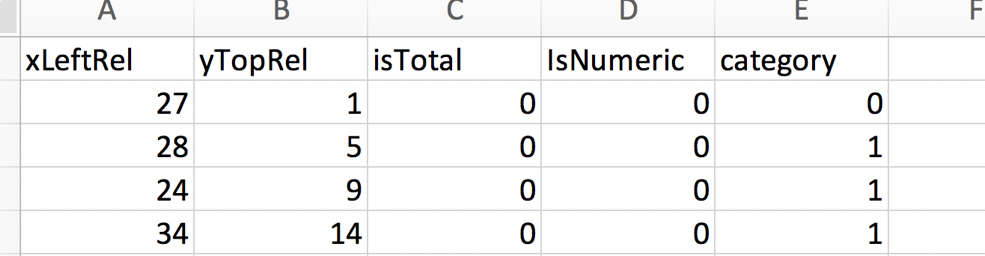 A B C D E F
xLeftRel yTopRel isTotal IsNumeric category
27 1 0 0 0
28 5 0 0 1
24 9 0 0 1
34 14 0 0 1